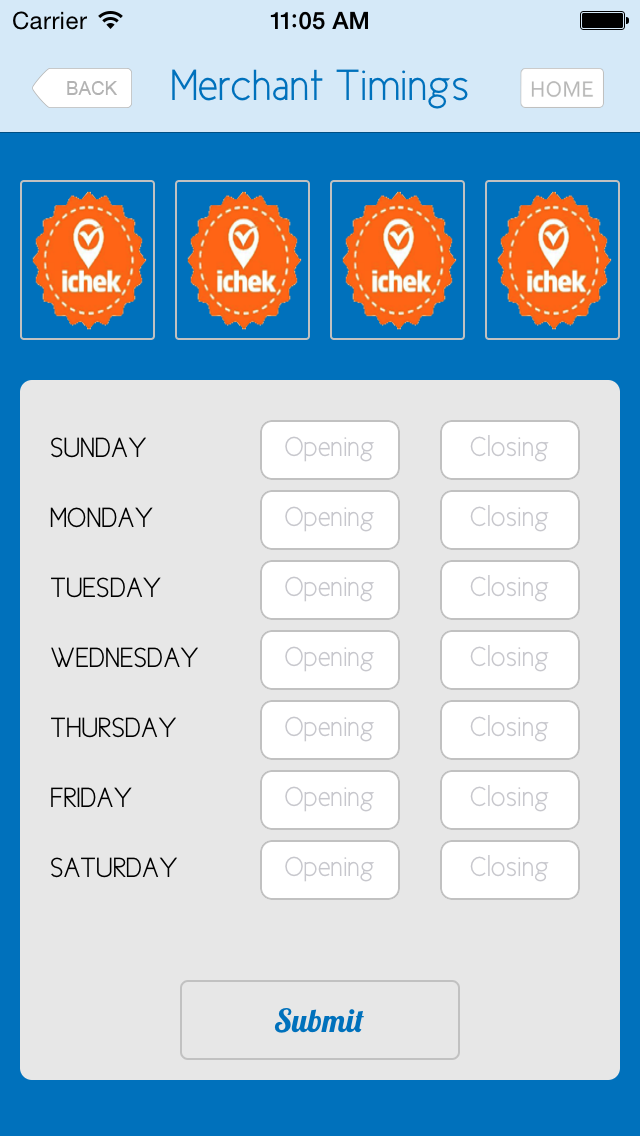 Carrier 11:05 AM
BACK Merchant Timings HOME
ichek ichek ichek ichek
SUNDAY Opening Closing
MONDAY Opening Closing
TUESDAY Opening Closing
WEDNESDAY Opening Closing
THURSDAY Opening Closing
FRIDAY Opening Closing
SATURDAY Opening Closing
Submit